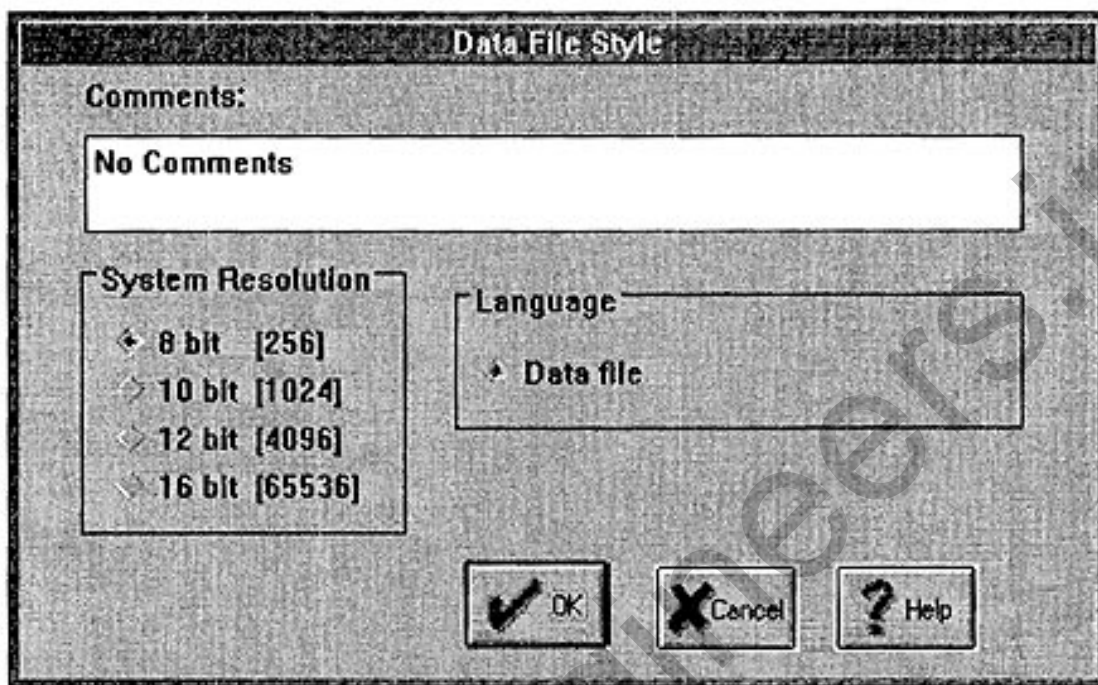 Data File Style
Comments:
No Comments
System Resolution
8 bit [256]
10 bit [1024]
12 bit [4096]
16 bit [65536]
Language
Data file
OK
Cancel
Help